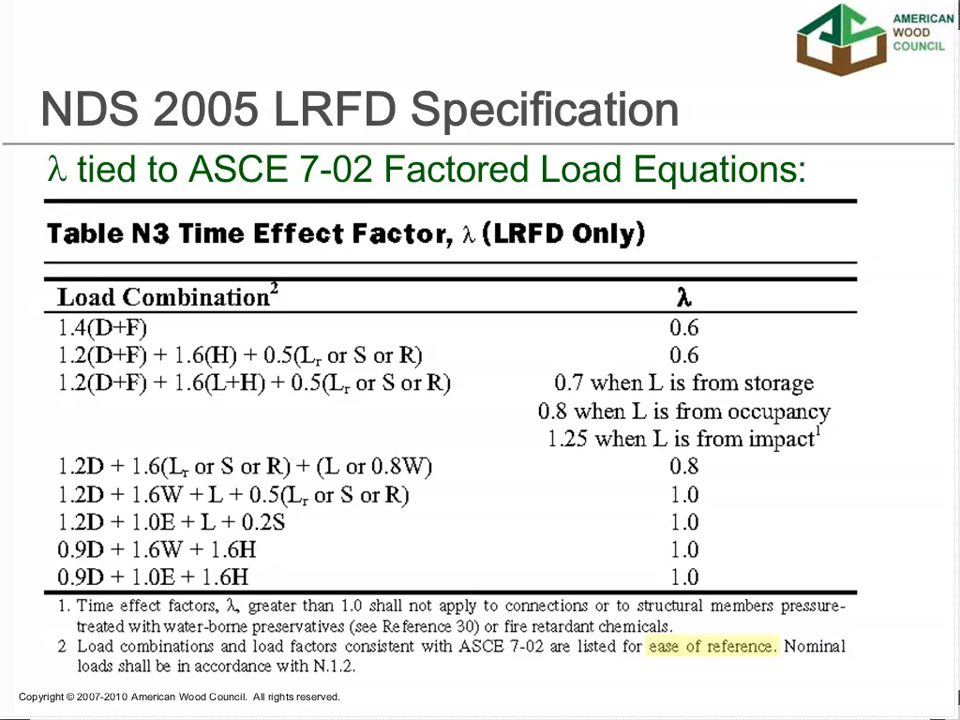 AMERICAN
WOOD
COUNCIL
NDS 2005 LRFD Specification
λ tied to ASCE 7-02 Factored Load Equations:
Table N3 Time Effect Factor, λ (LRFD Only)
Load Combination² λ
1.4(D+F) 0.6
1.2(D+F) + 1.6(H) + 0.5(Lr or S or R) 0.6
1.2(D+F) + 1.6(L+H) + 0.5(Lr or S or R) 0.7 when L is from storage
0.8 when L is from occupancy
1.25 when L is from impact¹
1.2D + 1.6(Lr or S or R) + (L or 0.8W) 0.8
1.2D + 1.6W + L + 0.5(Lr or S or R) 1.0
1.2D + 1.0E + L + 0.2S 1.0
0.9D + 1.6W + 1.6H 1.0
0.9D + 1.0E + 1.6H 1.0
1. Time effect factors, λ, greater than 1.0 shall not apply to connections or to structural members pressure-
treated with water-borne preservatives (see Reference 30) or fire retardant chemicals.
2 Load combinations and load factors consistent with ASCE 7-02 are listed for ease of reference. Nominal
loads shall be in accordance with N.1.2.
Copyright © 2007-2010 American Wood Council. All rights reserved.